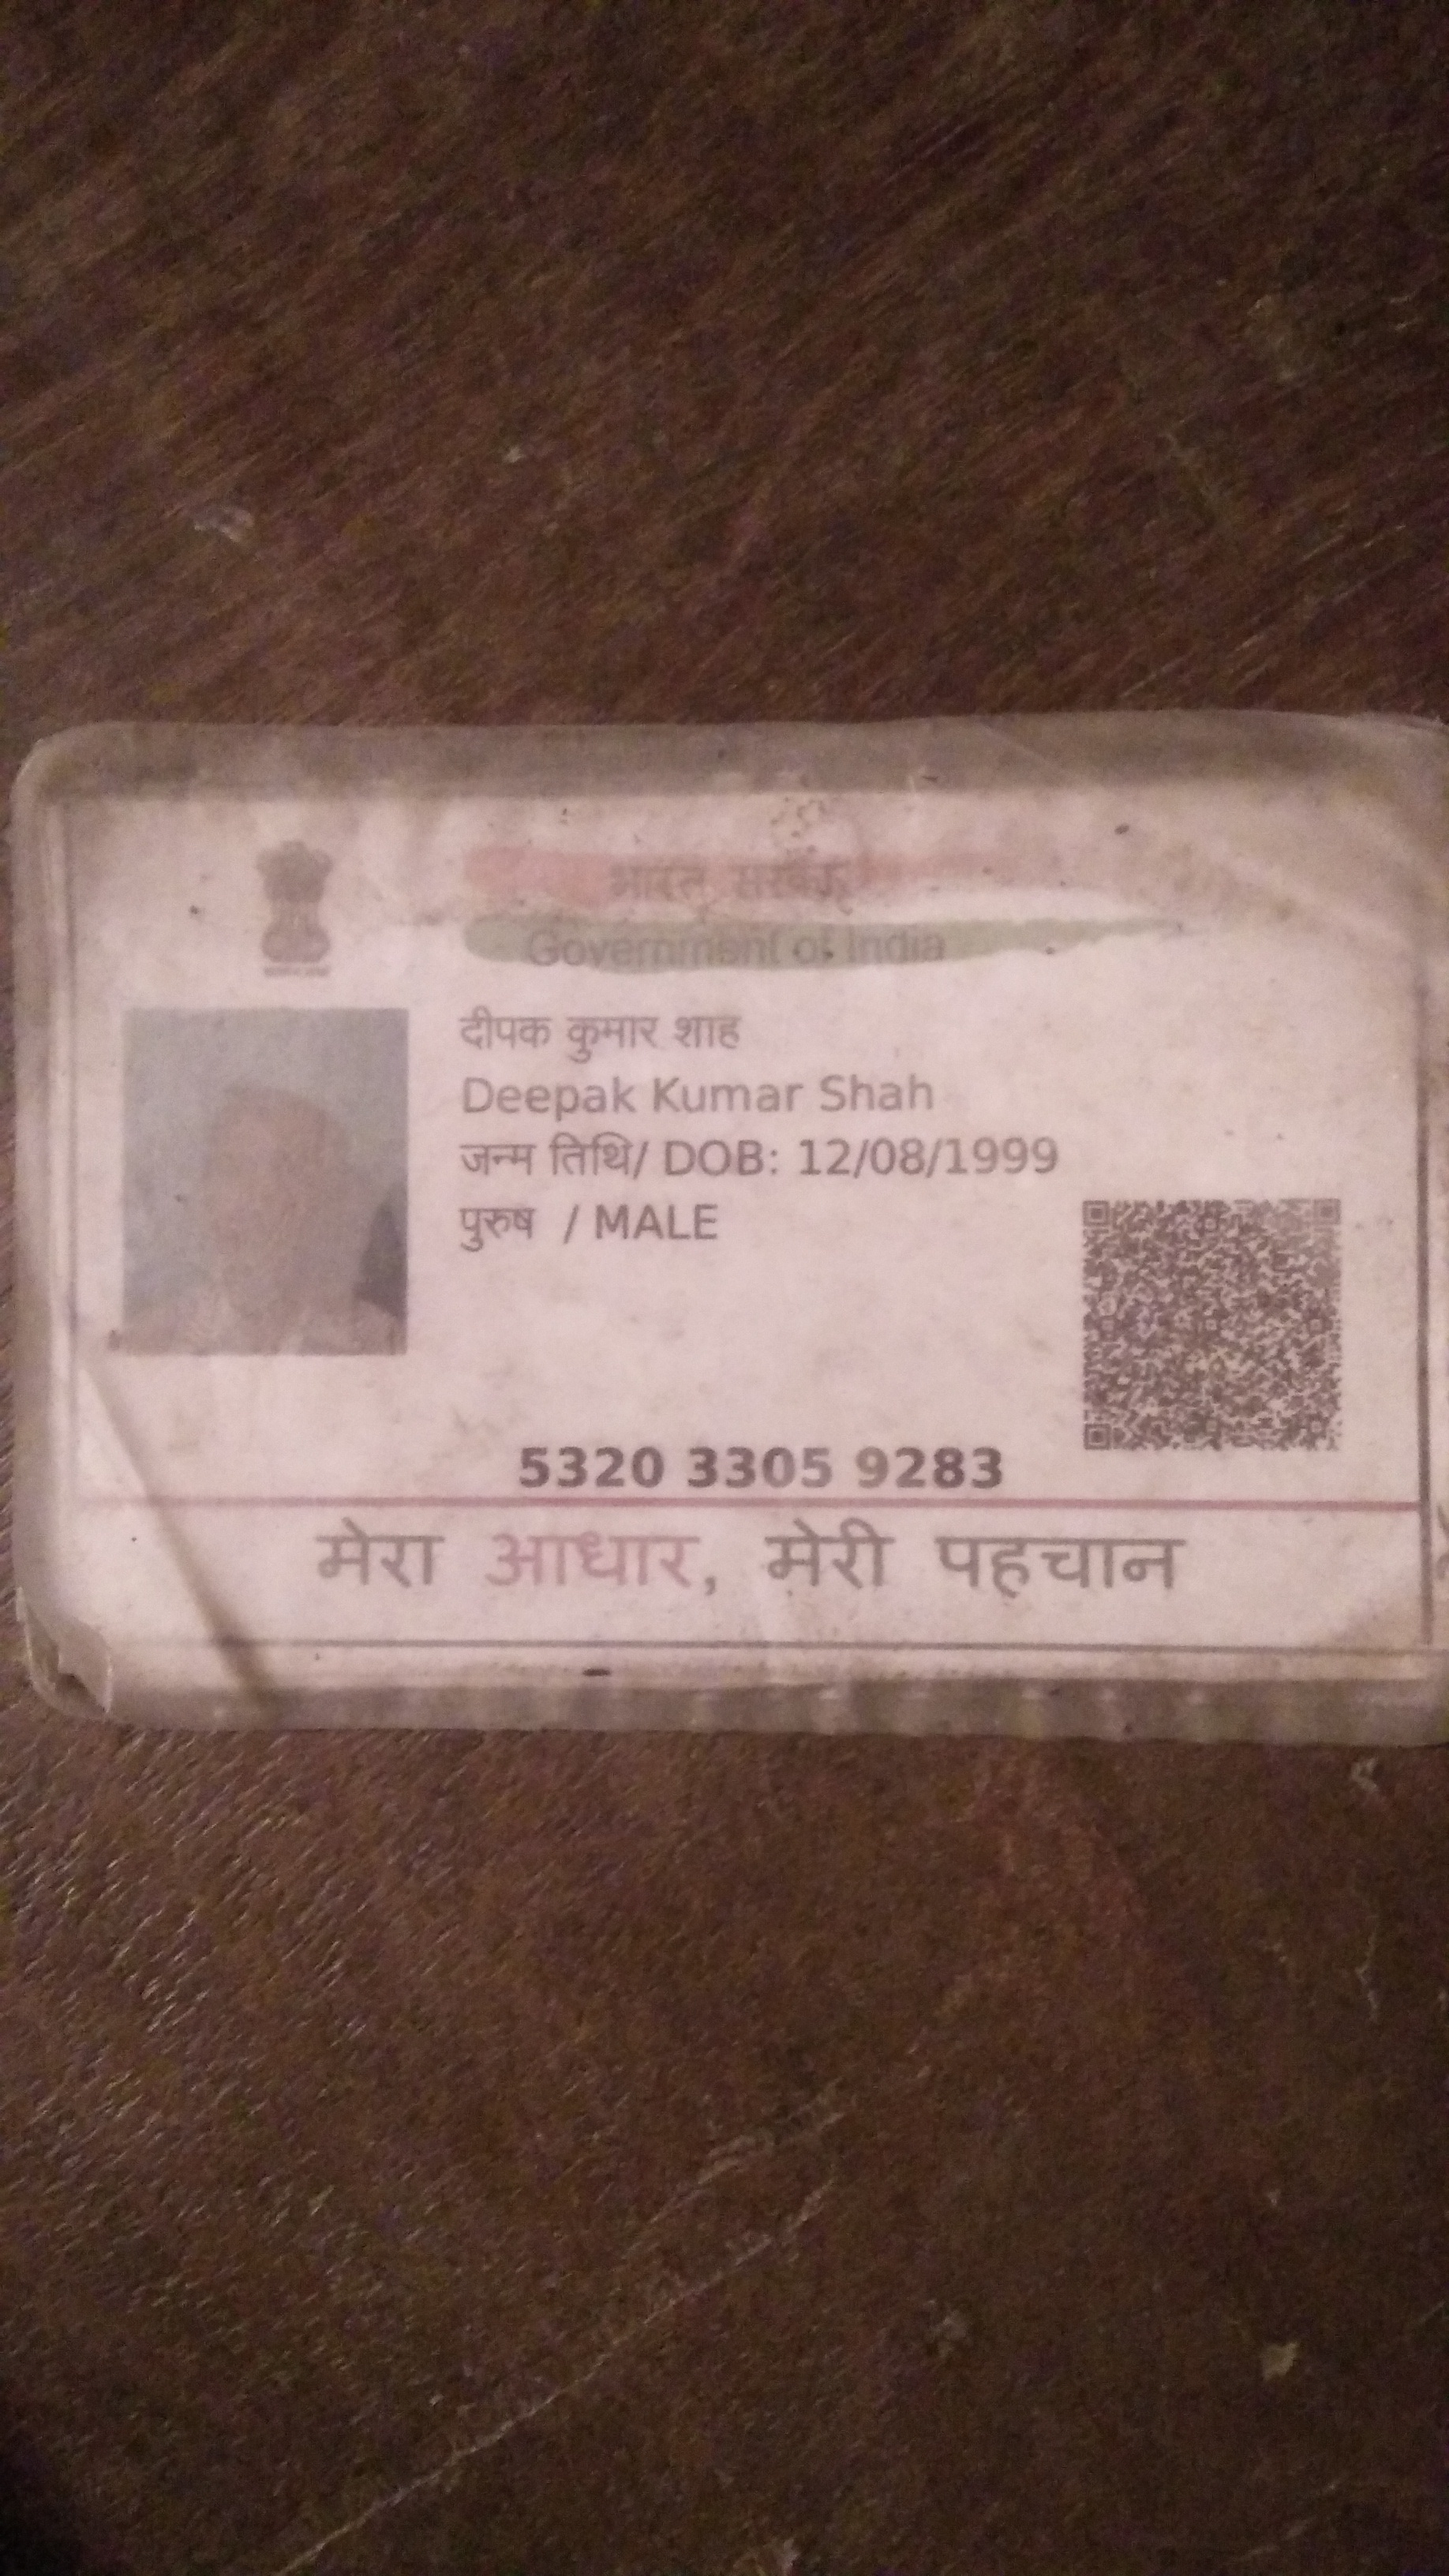 भारत सरकार
Government of India
दीपक कुमार शाह
Deepak Kumar Shah
जन्म तिथि/ DOB: 12/08/1999
पुरुष / MALE
5320 3305 9283
मेरा आधार, मेरी पहचान